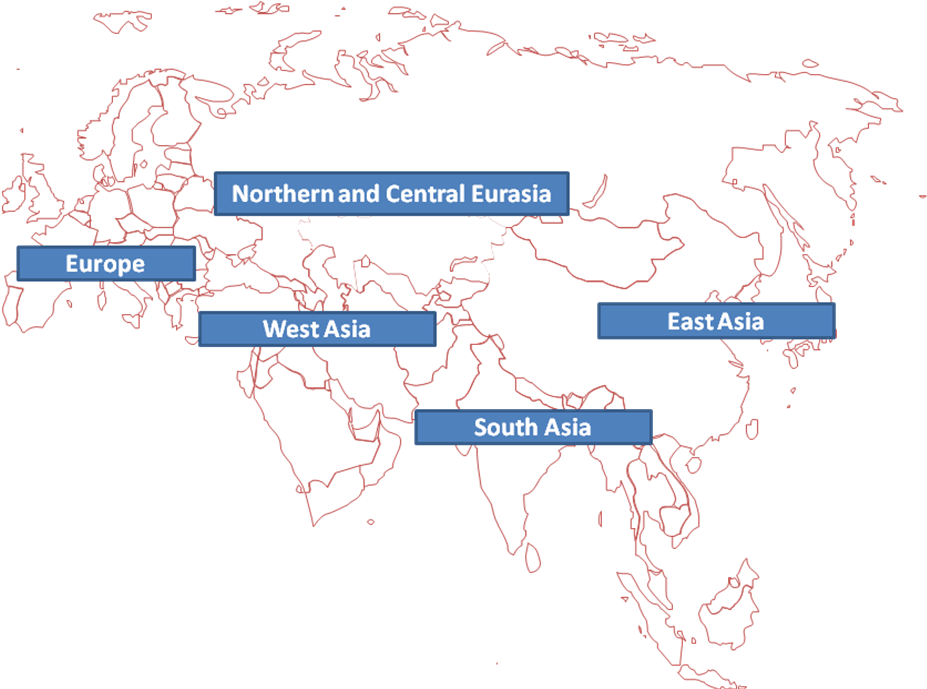 Northern and Central Eurasia
Europe
West Asia
East Asia
South Asia